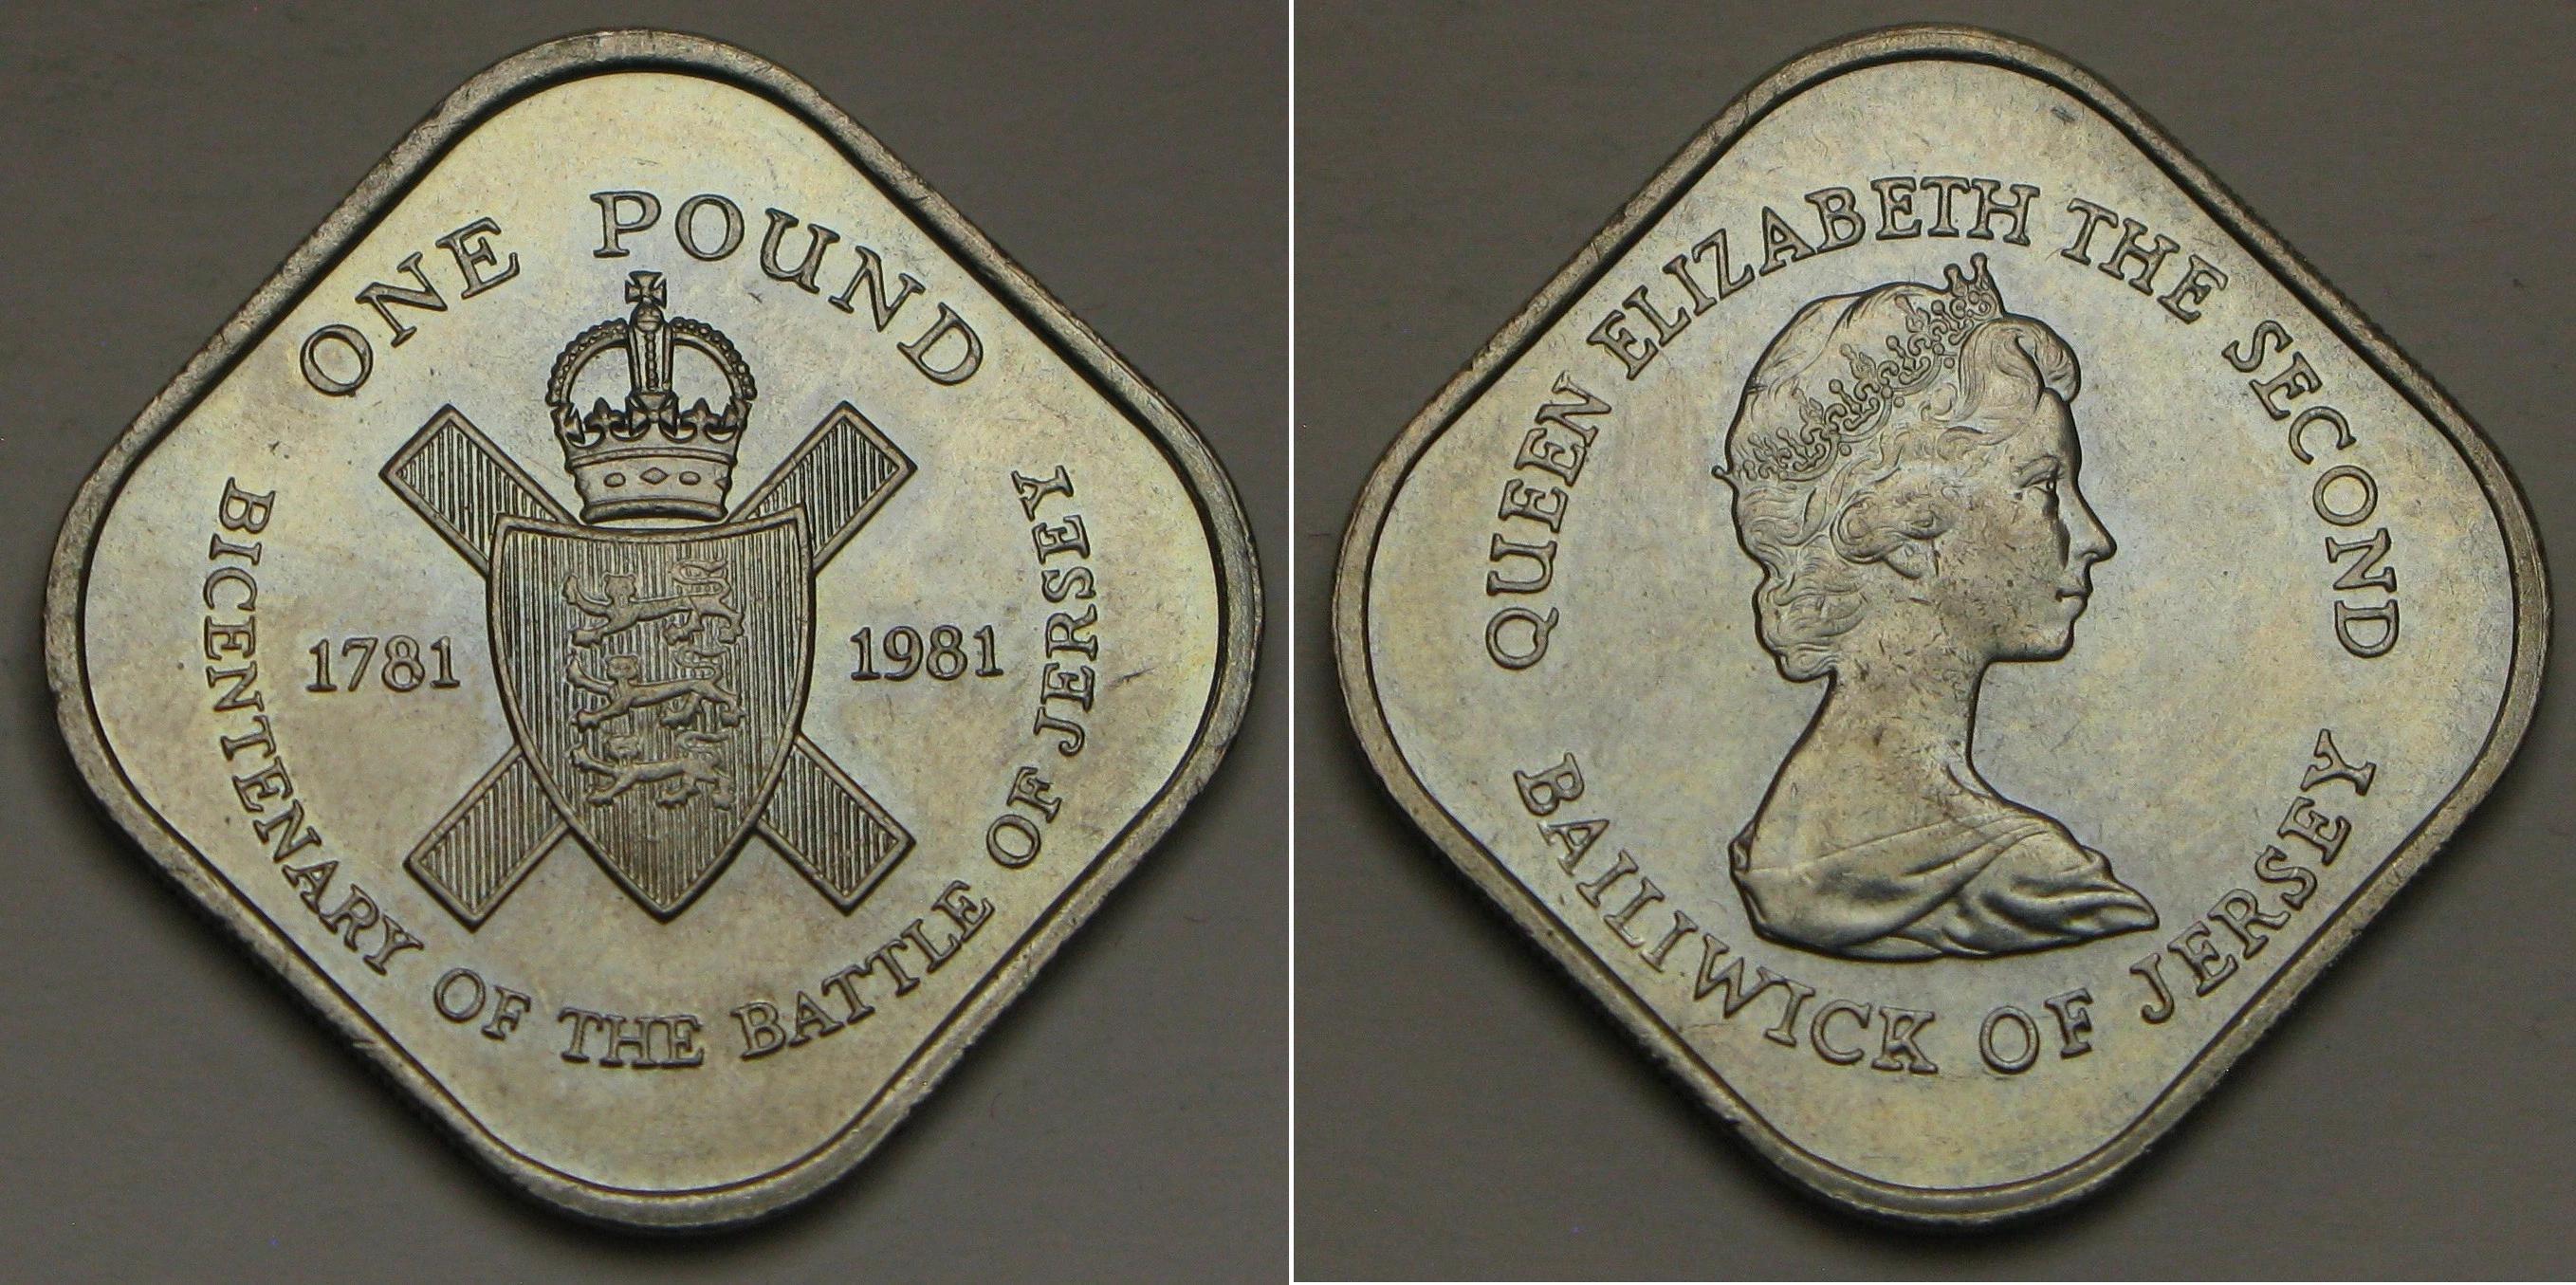 ONE POUND
1781 1981
BICENTENARY OF THE BATTLE OF JERSEY
QUEEN ELIZABETH THE SECOND
BAILIWICK OF JERSEY